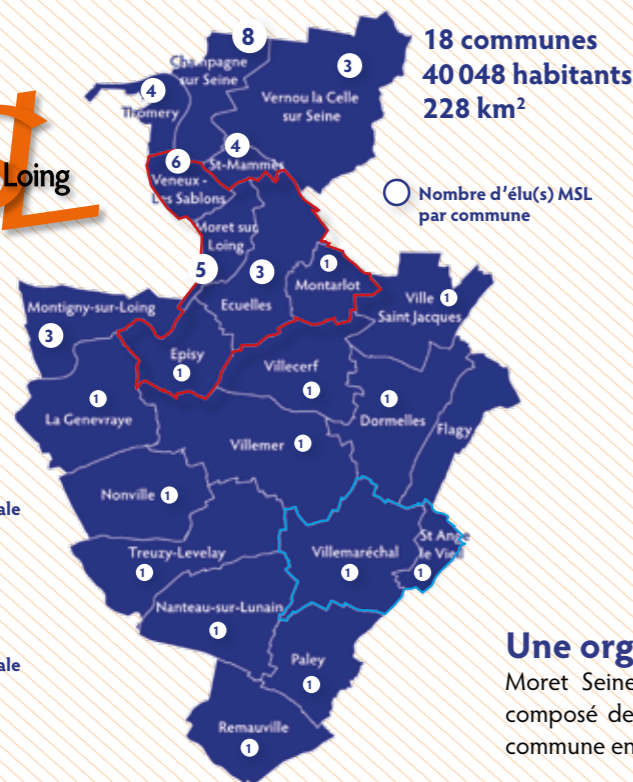 18 communes
40 048 habitants
228 km²
Nombre d'élu(s) MSL
par commune
Loing
8
Champagne
sur Seine
3
Vernou la Celle
sur Seine
4
Thomery
4
St-Mammès
6
Veneux -
Les Sablons
Moret sur
Loing
5
3
Ecuelles
1
Montarlot
Ville 1
Saint Jacques
Montigny-sur-Loing
3
Episy
1
Villecerf
1
1
La Genevraye
1
Dormelles
Flagy
Villemer 1
Nonville 1
ale
Treuzy-Levelay
1
Villemaréchal
1
St Ange
le Vieil
1
Nanteau-sur-Lunain
1
Paley
1
ale
Remauville
1
Une org
Moret Seine
composé de
commune en